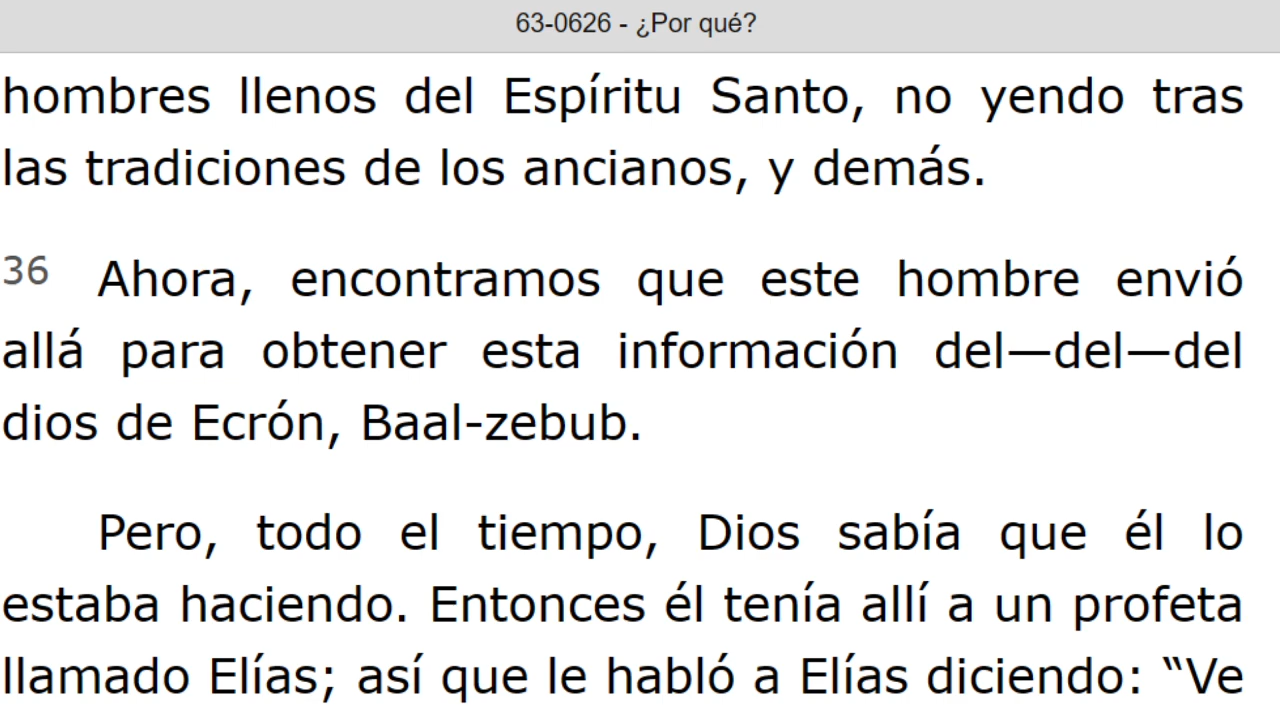 63-0626 - ¿Por qué?
hombres llenos del Espíritu Santo, no yendo tras
las tradiciones de los ancianos, y demás.
36 Ahora, encontramos que este hombre envió
allá para obtener esta información del—del—del
dios de Ecrón, Baal-zebub.
Pero, todo el tiempo, Dios sabía que él lo
estaba haciendo. Entonces él tenía allí a un profeta
llamado Elías; así que le habló a Elías diciendo: “Ve